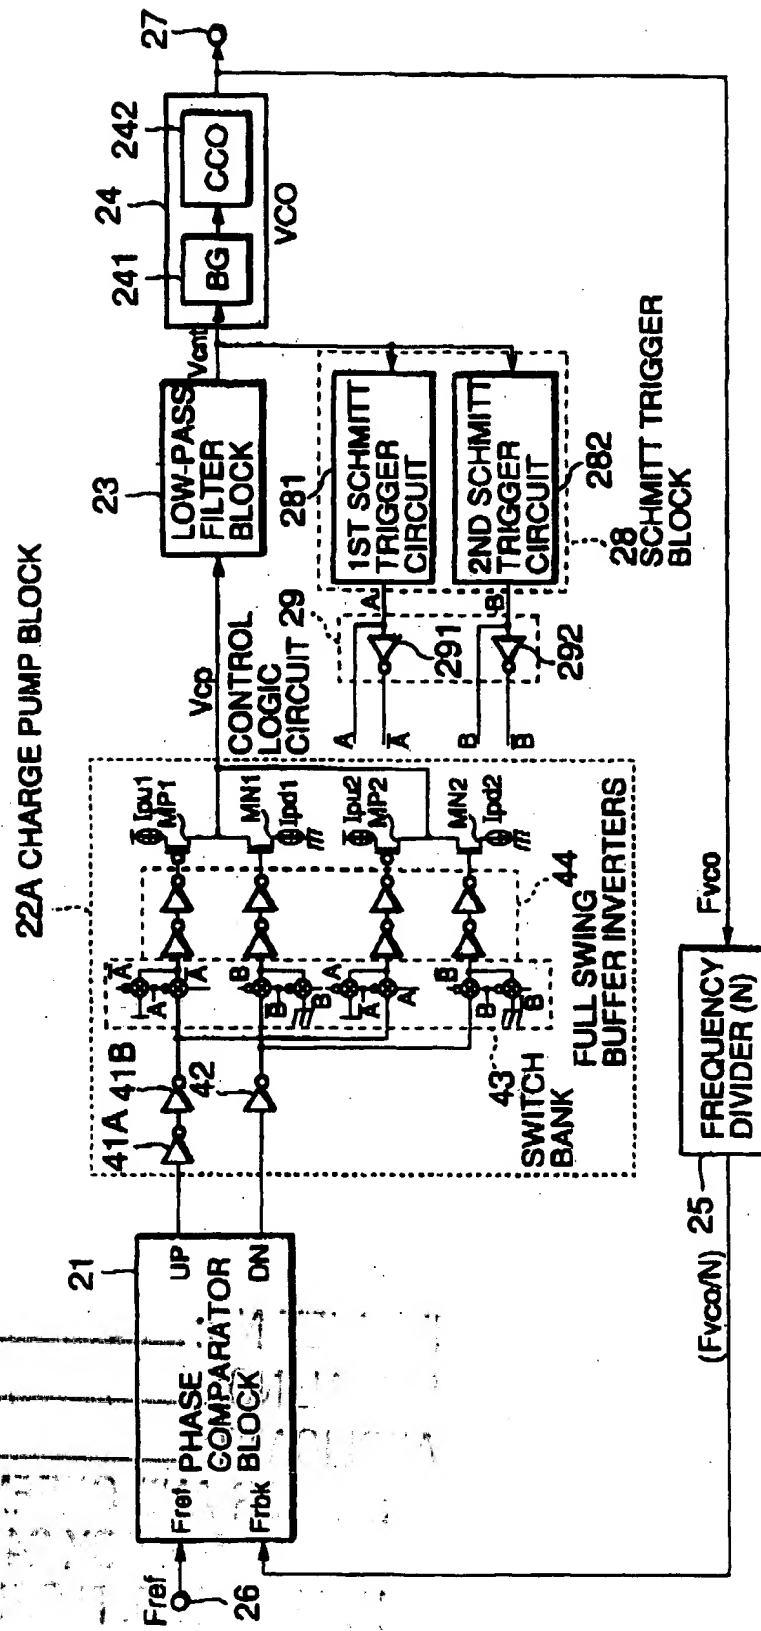 22A CHARGE PUMP BLOCK
Fref
26
21
Fref
Frbk
PHASE
COMPARATOR
BLOCK
UP
DN
41A
41B
42
A̅
A
A̅
B
B̅
B
A
A̅
A
B̅
B
B̅
43
SWITCH
BANK
44
FULL SWING
BUFFER INVERTERS
Ipu1
MP1
MN1
Ipd1
Ipu2
MP2
MN2
Ipd2
Vcp
CONTROL
LOGIC
CIRCUIT 29
A
A̅
B
B̅
A
B
291
292
23
LOW-PASS
FILTER
BLOCK
Vcnt
281
1ST SCHMITT
TRIGGER
CIRCUIT
2ND SCHMITT
TRIGGER
CIRCUIT
282
28
SCHMITT TRIGGER
BLOCK
241
24
242
BG
CCO
VCO
27
Fvco
FREQUENCY
DIVIDER (N)
25
(Fvco/N)